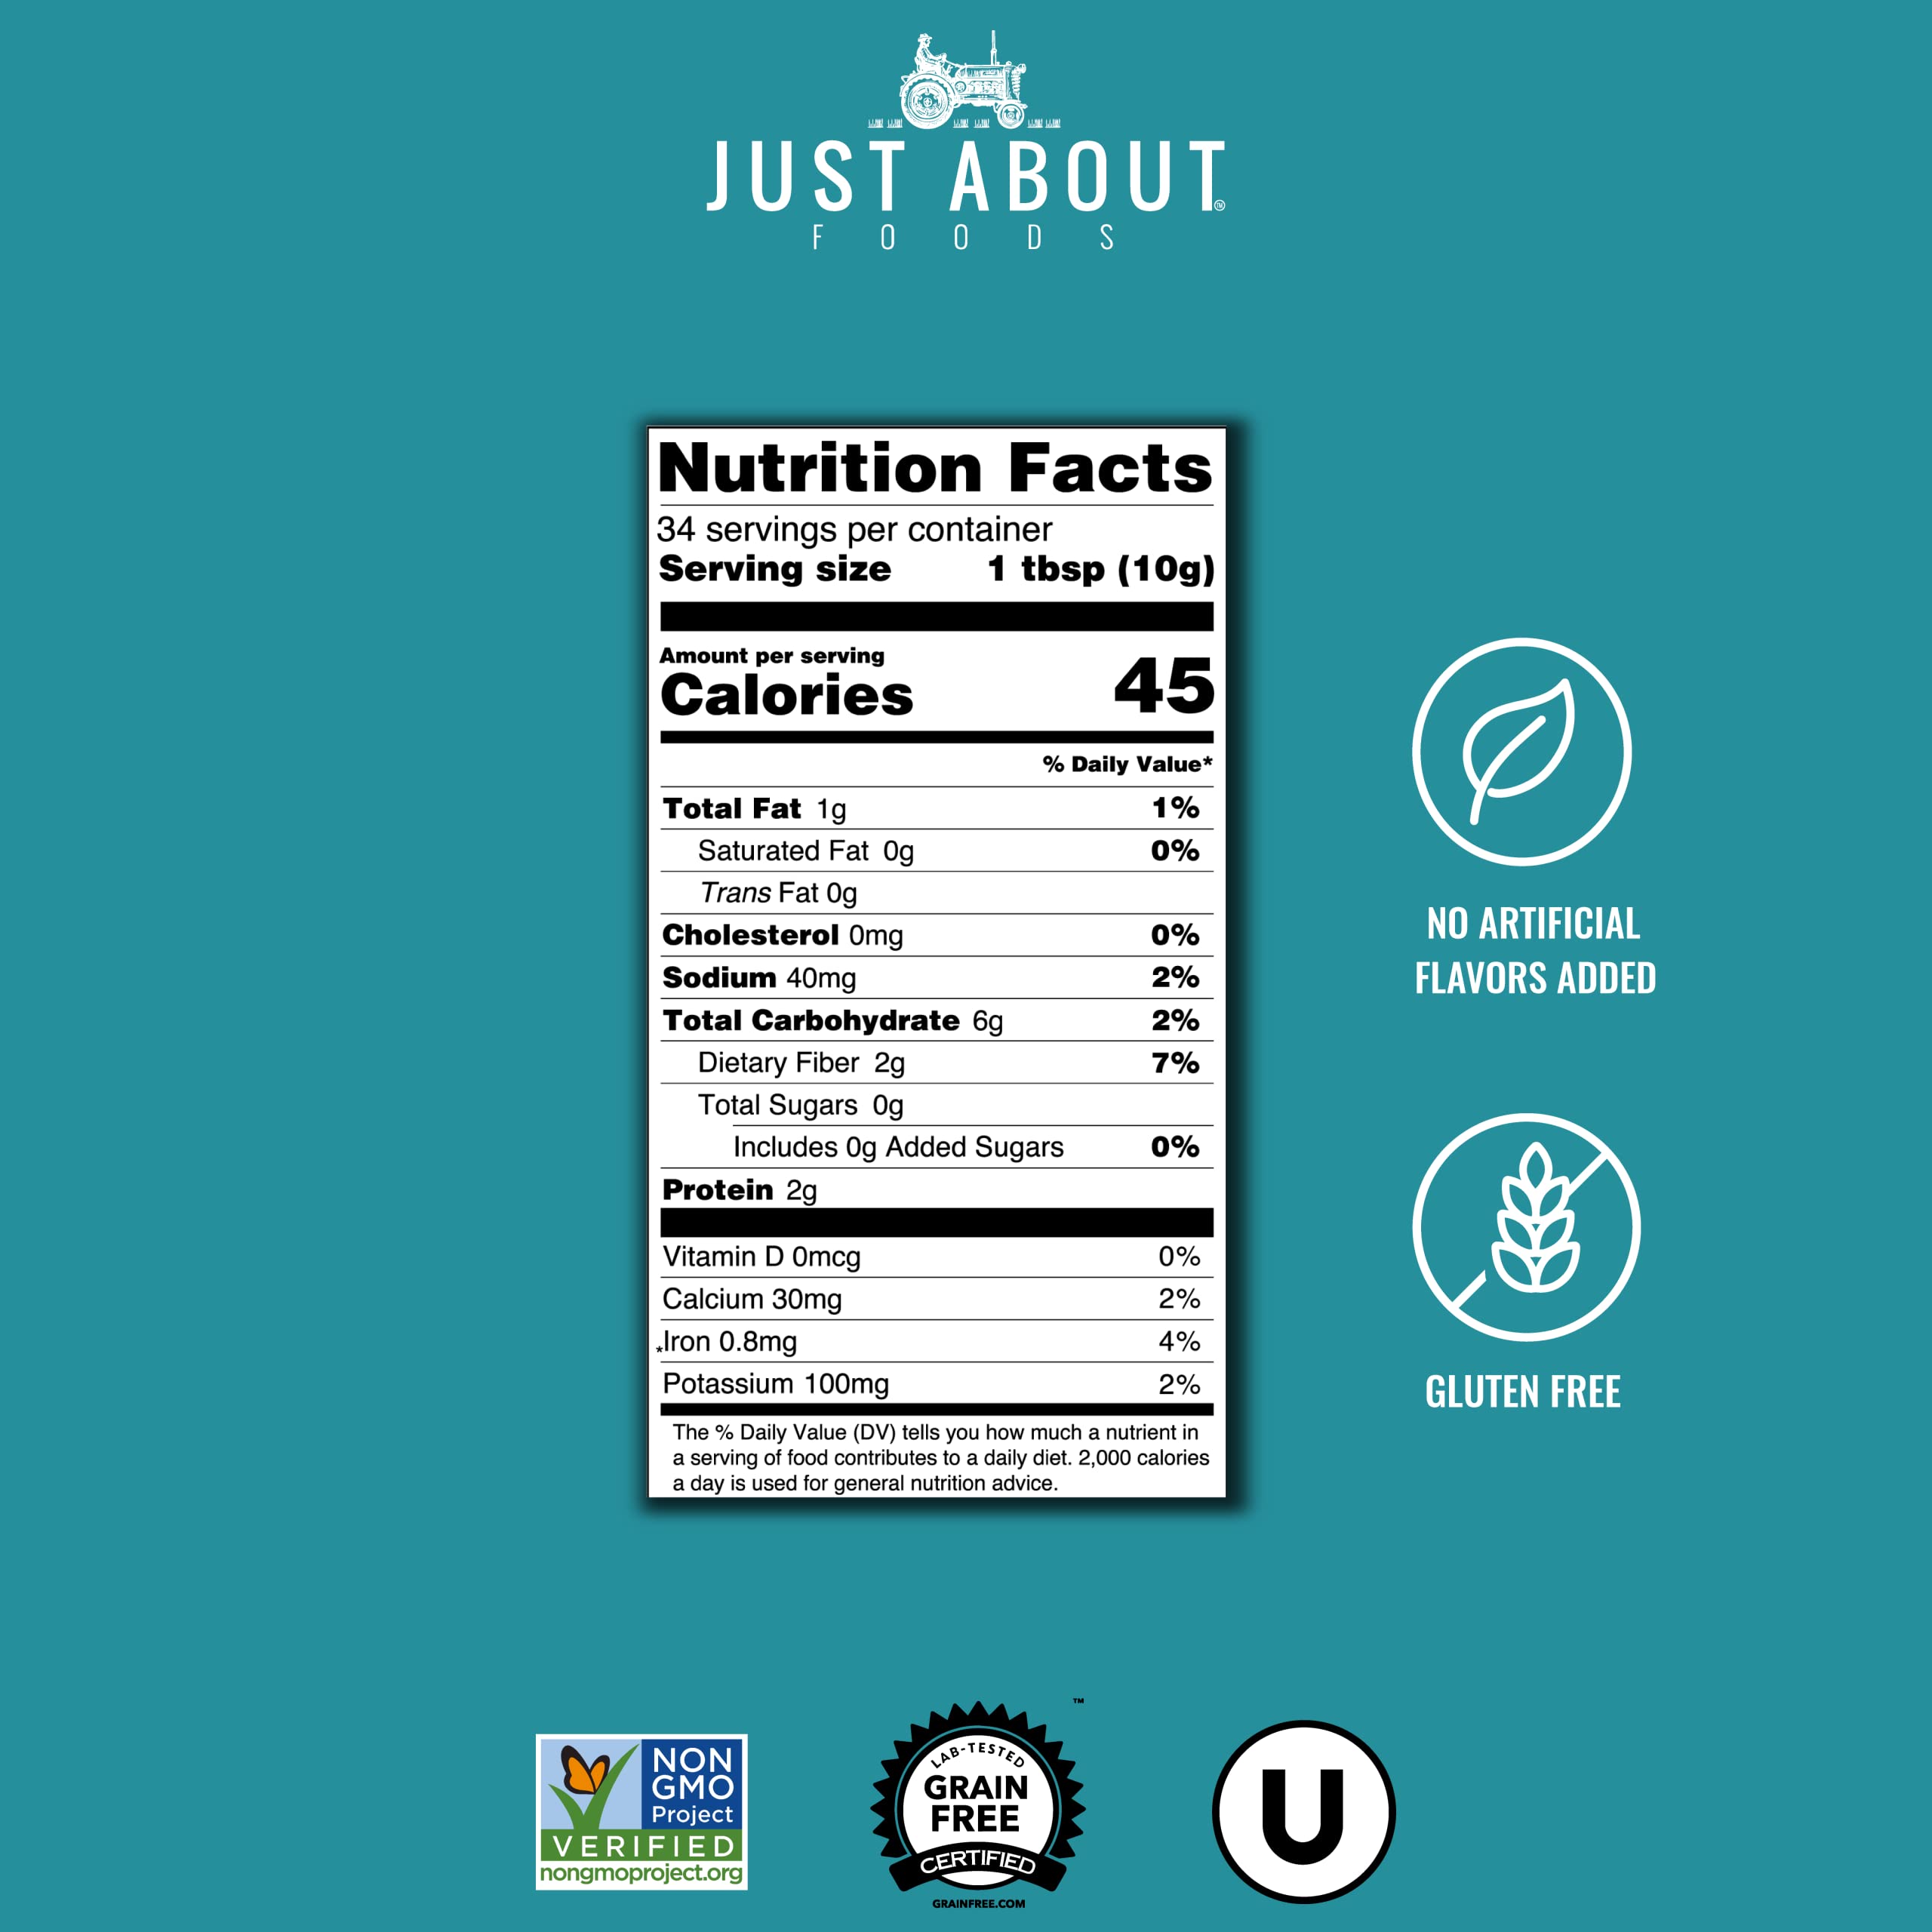 JUST ABOUT
TM
FOODS
Nutrition Facts
34 servings per container
Serving size 1 tbsp (10g)
Amount per serving
Calories 45
% Daily Value*
Total Fat 1g 1%
Saturated Fat 0g 0%
Trans Fat 0g
Cholesterol 0mg 0%
Sodium 40mg 2%
Total Carbohydrate 6g 2%
Dietary Fiber 2g 7%
Total Sugars 0g
Includes 0g Added Sugars 0%
Protein 2g
Vitamin D 0mcg 0%
Calcium 30mg 2%
*Iron 0.8mg 4%
Potassium 100mg 2%
The % Daily Value (DV) tells you how much a nutrient in
a serving of food contributes to a daily diet. 2,000 calories
a day is used for general nutrition advice.
NO ARTIFICIAL
FLAVORS ADDED
GLUTEN FREE
NON
GMO
Project
VERIFIED
nongmoproject.org
TM
LAB-TESTED
GRAIN
FREE
CERTIFIED
GRAINFREE.COM
U